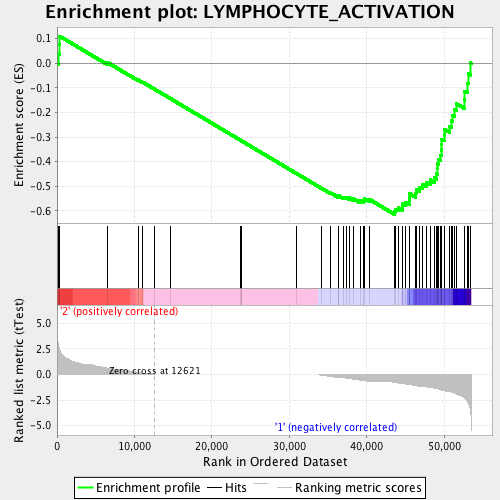 Enrichment plot: LYMPHOCYTE_ACTIVATION
Enrichment score (ES)
0.1
0.0
-0.1
-0.2
-0.3
-0.4
-0.5
-0.6
'2' (positively correlated)
Ranked list metric (tTest)
5.0
2.5
0.0
-2.5
-5.0
Zero cross at 12621
'1' (negatively correlated)
0 10,000 20,000 30,000 40,000 50,000
Rank in Ordered Dataset
Enrichment profile Hits Ranking metric scores